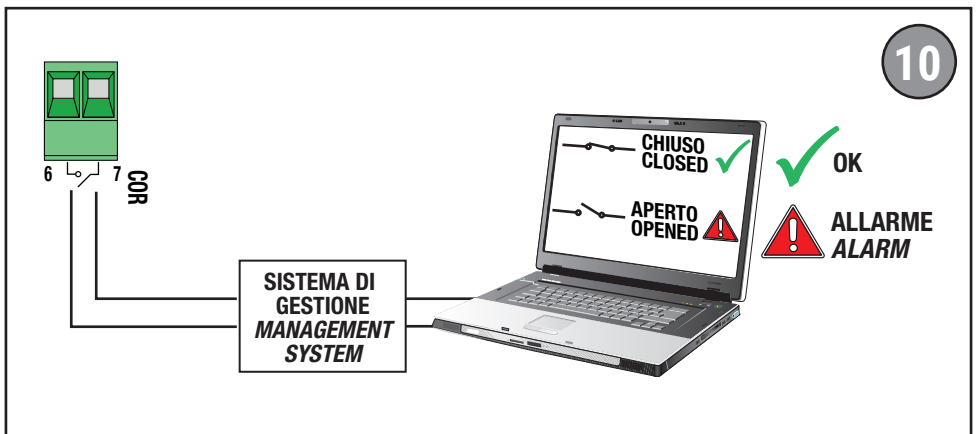 10
6
7
COR
CHIUSO
CLOSED
APERTO
OPENED
OK
ALLARME
ALARM
SISTEMA DI
GESTIONE
MANAGEMENT
SYSTEM